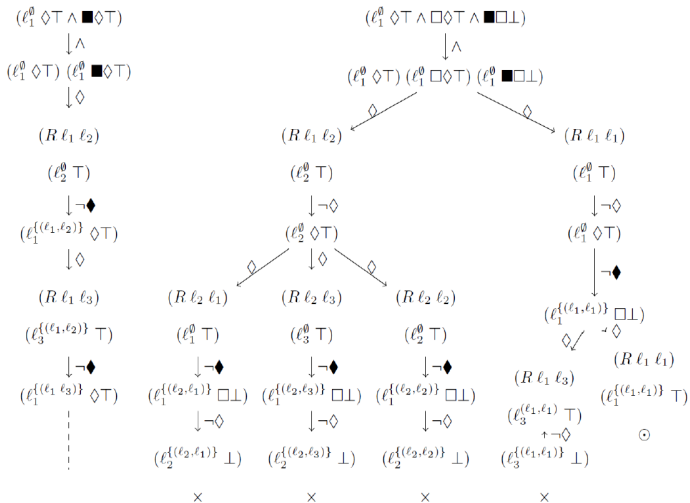 (ℓ₁^∅ ◊⊤ ∧ ■◊⊤)
↓∧
(ℓ₁^∅ ◊⊤) (ℓ₁^∅ ■◊⊤)
↓◊
(R ℓ₁ ℓ₂)
(ℓ₂^∅ ⊤)
↓¬♦
(ℓ₁^{(ℓ₁,ℓ₂)} ◊⊤)
↓◊
(R ℓ₁ ℓ₃)
(ℓ₃^{(ℓ₁,ℓ₂)} ⊤)
↓¬♦
(ℓ₁^{(ℓ₁ ℓ₃)} ◊⊤)
(ℓ₁^∅ ◊⊤ ∧ □◊⊤ ∧ ■□⊥)
↓∧
(ℓ₁^∅ ◊⊤) (ℓ₁^∅ □◊⊤) (ℓ₁^∅ ■□⊥)
◊ ◊
(R ℓ₁ ℓ₂)
(ℓ₂^∅ ⊤)
↓¬◊
(ℓ₂^∅ ◊⊤)
◊ ↓◊ ◊
(R ℓ₂ ℓ₁) (R ℓ₂ ℓ₃) (R ℓ₂ ℓ₂)
(ℓ₁^∅ ⊤) (ℓ₃^∅ ⊤) (ℓ₂^∅ ⊤)
↓¬♦ ↓¬♦ ↓¬♦
(ℓ₁^{(ℓ₂,ℓ₁)} □⊥) (ℓ₁^{(ℓ₂,ℓ₃)} □⊥) (ℓ₁^{(ℓ₂,ℓ₂)} □⊥)
↓¬◊ ↓¬◊ ↓¬◊
(ℓ₂^{(ℓ₂,ℓ₁)} ⊥) (ℓ₂^{(ℓ₂,ℓ₃)} ⊥) (ℓ₂^{(ℓ₂,ℓ₂)} ⊥)
× × ×
(R ℓ₁ ℓ₁)
(ℓ₁^∅ ⊤)
↓¬◊
(ℓ₁^∅ ◊⊤)
↓¬♦
(ℓ₁^{(ℓ₁,ℓ₁)} □⊥)
◊ ◊
(R ℓ₁ ℓ₃)
(ℓ₃^{(ℓ₁,ℓ₁)} ⊤)
¬◊
(ℓ₃^{(ℓ₁,ℓ₁)} ⊥)
×
(R ℓ₁ ℓ₁)
(ℓ₁^{(ℓ₁,ℓ₁)} ⊤)
⊙